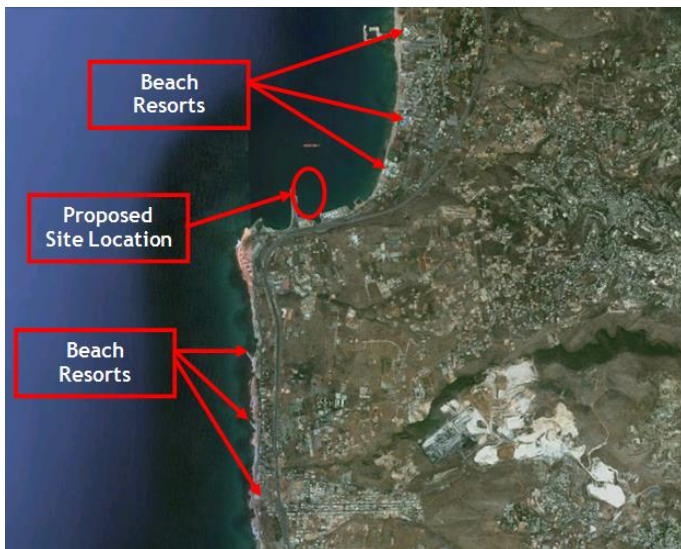 Beach
Resorts
Proposed
Site Location
Beach
Resorts